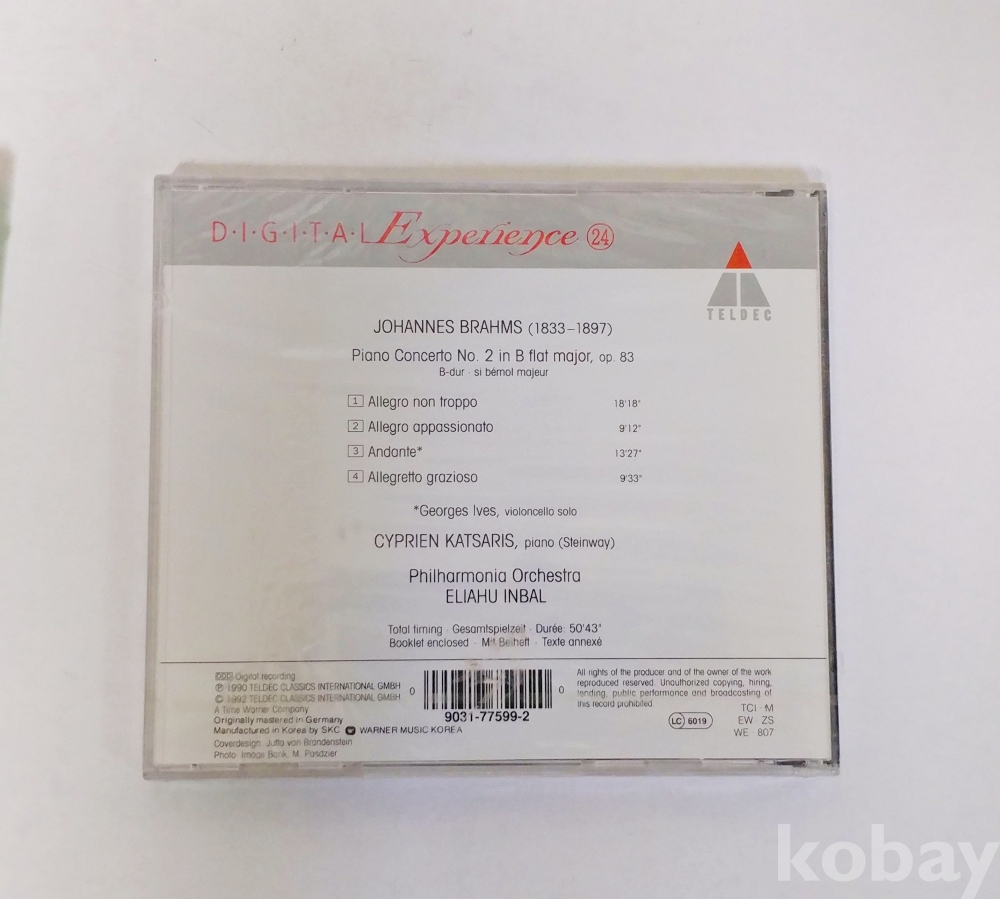 D·I·G·I·T·A·L Experience 24
TELDEC
JOHANNES BRAHMS (1833–1897)
Piano Concerto No. 2 in B flat major, op. 83
B-dur · si bémol majeur
1 Allegro non troppo 18'18"
2 Allegro appassionato 9'12"
3 Andante* 13'27"
4 Allegretto grazioso 9'33"
*Georges Ives, violoncello solo
CYPRIEN KATSARIS, piano (Steinway)
Philharmonia Orchestra
ELIAHU INBAL
Total timing · Gesamtspielzeit · Durée: 50'43"
Booklet enclosed · Mit Beiheft · Texte annexé
DDD Digital recording
℗ 1990 TELDEC CLASSICS INTERNATIONAL GMBH
© 1992 TELDEC CLASSICS INTERNATIONAL GMBH
A Time Warner Company
Originally mastered in Germany
Manufactured in Korea by SKC WARNER MUSIC KOREA
Coverdesign: Jutta von Brandenstein
Photo: Image Bank, M. Pasdzier
0 0
9031-77599-2
All rights of the producer and of the owner of the work
reproduced reserved. Unauthorized copying, hiring,
lending, public performance and broadcasting of
this record prohibited.
LC 6019
TCI · M
EW ZS
WE 807
kobay